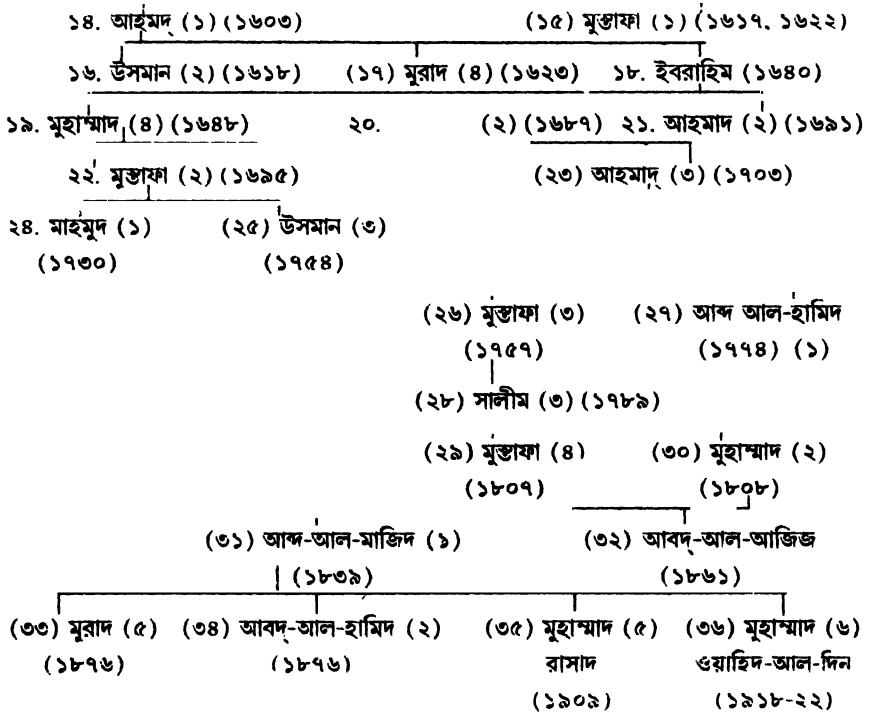 ১৪. আহমদ্ (১) (১৬০৩) (১৫) মুস্তাফা (১) (১৬১৭. ১৬২২)
১৬. উসমান (২) (১৬১৮) (১৭) মুরাদ (৪) (১৬২৩) ১৮. ইবরাহিম (১৬৪০)
১৯. মুহাম্মাদ (৪) (১৬৪৮) ২০. (২) (১৬৮৭) ২১. আহমাদ (২) (১৬৯১)
২২. মুস্তাফা (২) (১৬৯৫) (২৩) আহমাদ্ (৩) (১৭০৩)
২৪. মাহমুদ (১) (২৫) উসমান (৩)
(১৭৩০) (১৭৫৪)
(২৬) মুস্তাফা (৩) (২৭) আব্দ আল-হামিদ
(১৭৫৭) (১৭৭৪) (১)
(২৮) সালীম (৩) (১৭৮৯)
(২৯) মুস্তাফা (৪) (৩০) মুহাম্মাদ (২)
(১৮০৭) (১৮০৮)
(৩১) আব্দ-আল-মাজিদ (১) (৩২) আবদ্-আল-আজিজ
(১৮৩৯) (১৮৬১)
(৩৩) মুরাদ (৫) (৩৪) আবদ্-আল-হামিদ (২) (৩৫) মুহাম্মাদ (৫) (৩৬) মুহাম্মাদ (৬)
(১৮৭৬) (১৮৭৬) রাসাদ ওয়াহিদ-আল-দিন
(১৯০৯) (১৯১৮-২২)